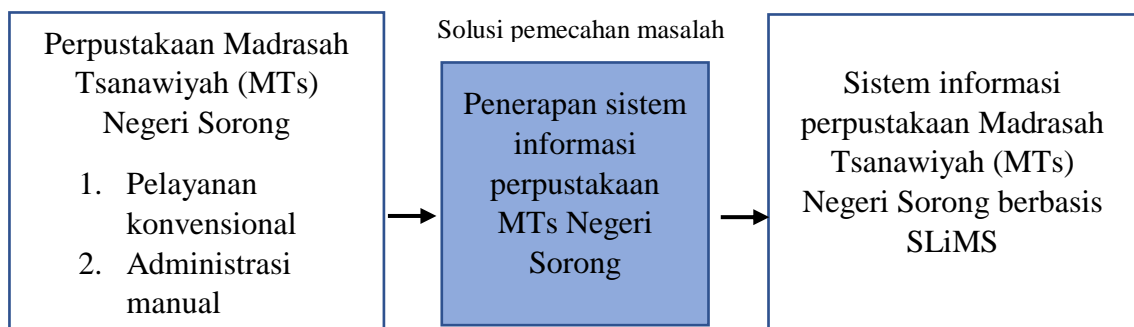 Perpustakaan Madrasah
Tsanawiyah (MTs)
Negeri Sorong
1. Pelayanan
konvensional
2. Administrasi
manual
Solusi pemecahan masalah
Penerapan sistem
informasi
perpustakaan
MTs Negeri
Sorong
Sistem informasi
perpustakaan Madrasah
Tsanawiyah (MTs)
Negeri Sorong berbasis
SLiMS